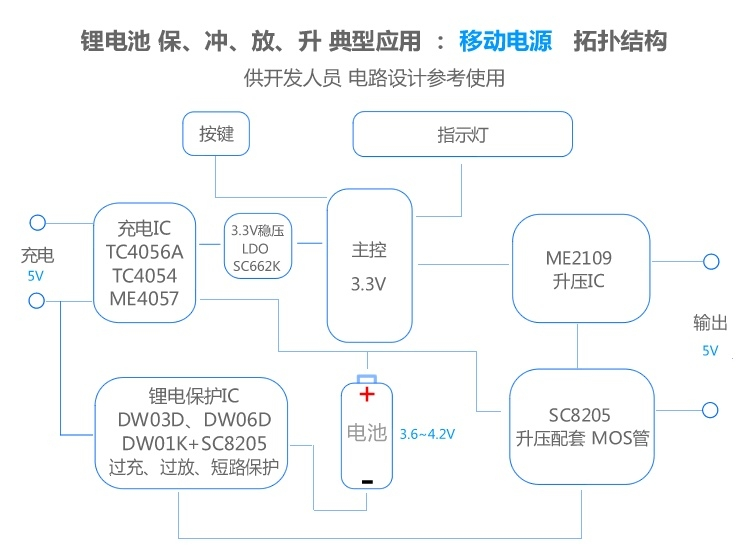 锂电池 保、冲、放、升 典型应用 ： 移动电源 拓扑结构
供开发人员 电路设计参考使用
按键
指示灯
充电
5V
充电IC
TC4056A
TC4054
ME4057
3.3V稳压
LDO
SC662K
主控
3.3V
ME2109
升压IC
输出
5V
锂电保护IC
DW03D、DW06D
DW01K+SC8205
过充、过放、短路保护
+
电池
-
3.6~4.2V
SC8205
升压配套 MOS管